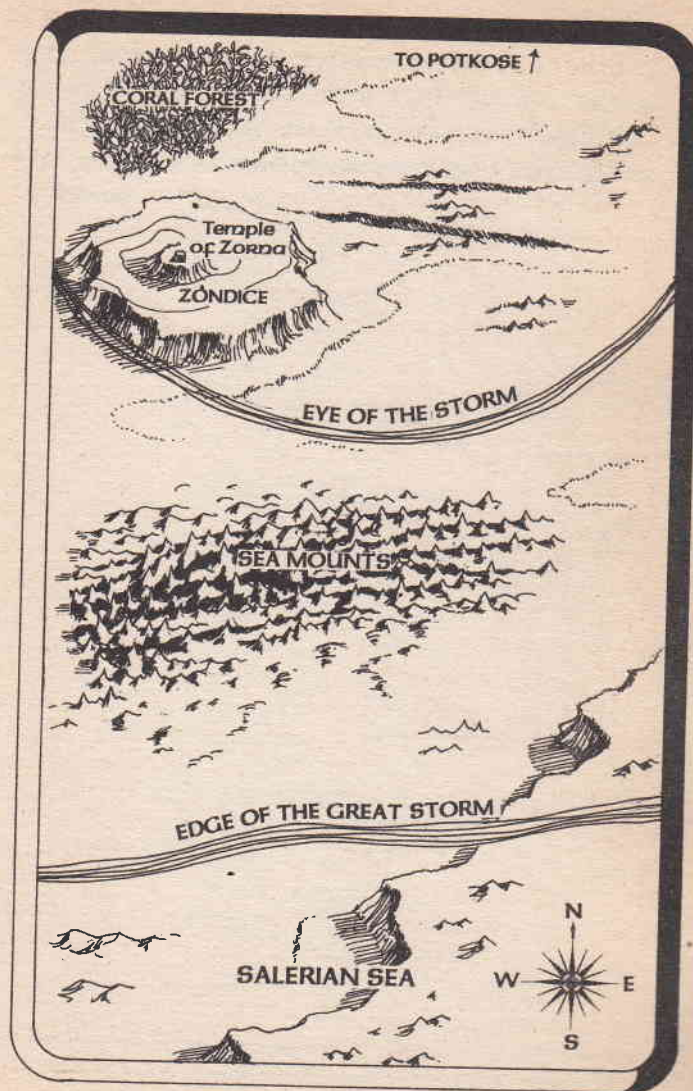 TO POTKOSE ↑
CORAL FOREST
Temple
of Zorna
ZONDICE
EYE OF THE STORM
SEA MOUNTS
EDGE OF THE GREAT STORM
SALERIAN SEA
N
W E
S